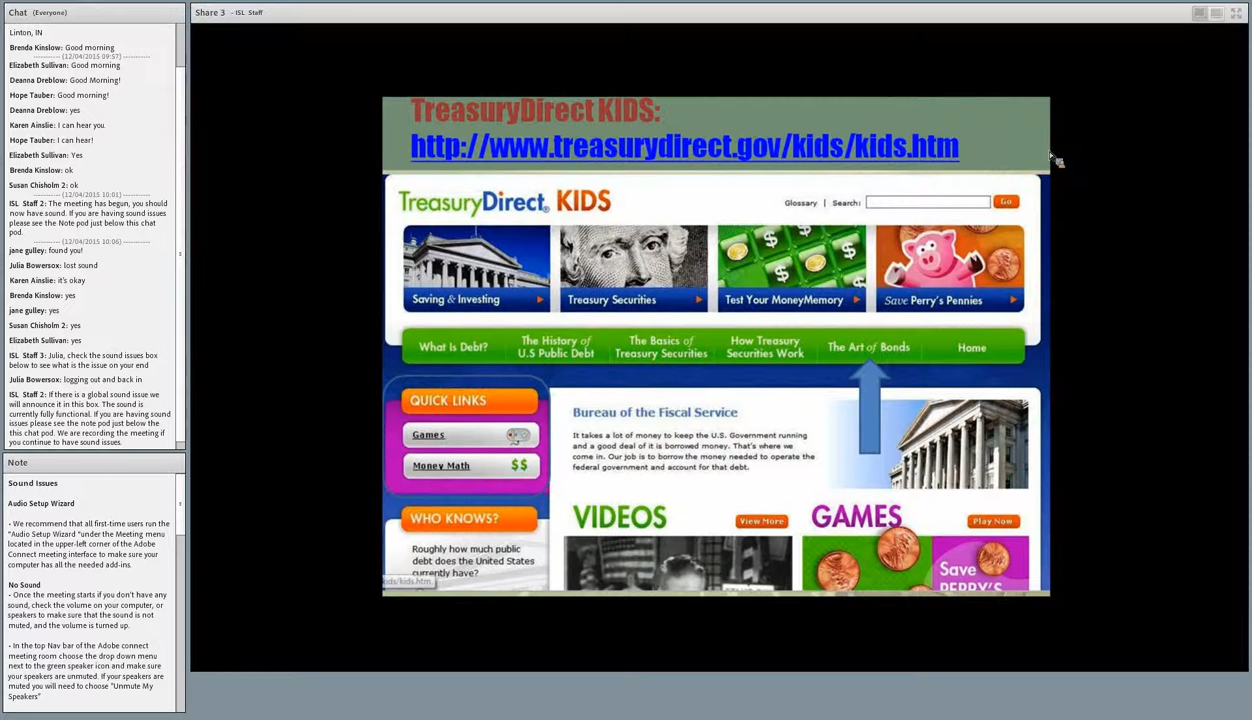 Chat (Everyone)
Linton, IN
Brenda Kinslow: Good morning
----------- (12/04/2015 09:57) -----------
Elizabeth Sullivan: Good morning
Deanna Dreblow: Good Morning!
Hope Tauber: Good morning!
Deanna Dreblow: yes
Karen Ainslie: I can hear you.
Hope Tauber: I can hear!
Elizabeth Sullivan: Yes
Brenda Kinslow: ok
Susan Chisholm 2: ok
----------- (12/04/2015 10:01) -----------
ISL Staff 2: The meeting has begun, you should
now have sound. If you are having sound issues
please see the Note pod just below this chat
pod.
----------- (12/04/2015 10:06) -----------
jane gulley: found you!
Julia Bowersox: lost sound
Karen Ainslie: it's okay
Brenda Kinslow: yes
jane gulley: yes
Susan Chisholm 2: yes
Elizabeth Sullivan: yes
ISL Staff 3: Julia, check the sound issues box
below to see what is the issue on your end
Julia Bowersox: logging out and back in
ISL Staff 2: If there is a global sound issue we
will announce it in this box. The sound is
currently fully functional. If you are having sound
issues please see the note pod just below the
this chat pod. We are recording the meeting if
you continue to have sound issues.
Note
Sound Issues
Audio Setup Wizard
• We recommend that all first-time users run the
"Audio Setup Wizard "under the Meeting menu
located in the upper-left corner of the Adobe
Connect meeting interface to make sure your
computer has all the needed add-ins.
No Sound
• Once the meeting starts if you don't have any
sound, check the volume on your computer, or
speakers to make sure that the sound is not
muted, and the volume is turned up.
• In the top Nav bar of the Adobe connect
meeting room choose the drop down menu
next to the green speaker icon and make sure
your speakers are unmuted. If your speakers are
muted you will need to choose "Unmute My
Speakers"
Share 3 - ISL Staff
TreasuryDirect KIDS:
http://www.treasurydirect.gov/kids/kids.htm
TreasuryDirect® KIDS
Glossary | Search: Go
Saving & Investing
Treasury Securities
Test Your MoneyMemory
Save Perry's Pennies
What Is Debt?
The History of
U.S Public Debt
The Basics of
Treasury Securities
How Treasury
Securities Work
The Art of Bonds
Home
QUICK LINKS
Games
Money Math $$
WHO KNOWS?
Roughly how much public
debt does the United States
currently have?
kids/kids.htm
Bureau of the Fiscal Service
It takes a lot of money to keep the U.S. Government running
and a good deal of it is borrowed money. That's where we
come in. Our job is to borrow the money needed to operate the
federal government and account for that debt.
VIDEOS View More
GAMES Play Now
Save
PERRY'S